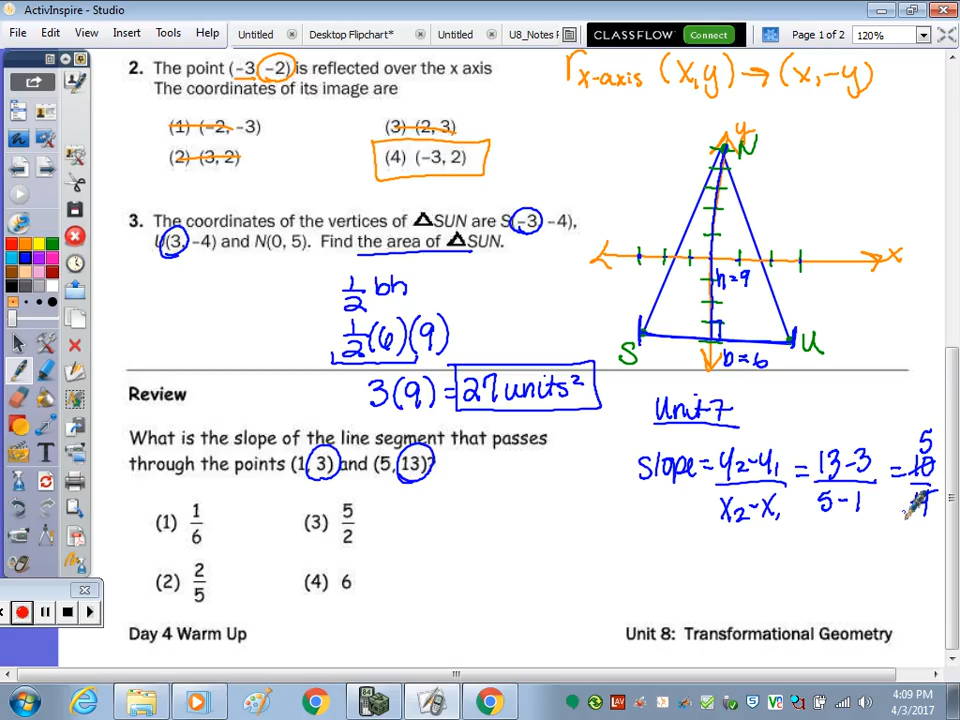 ActivInspire - Studio
File Edit View Insert Tools Help
Untitled Desktop Flipchart* Untitled U8_Notes F CLASSFLOW Page 1 of 2 120%
2. The point (−3, −2) is reflected over the x axis
The coordinates of its image are
(1) (−2, -3) (3) (2, 3)
(2) (3, 2) (4) (−3, 2)
r x-axis (x,y) → (x,-y)
3. The coordinates of the vertices of △SUN are S(−3, -4),
U(3, −4) and N(0, 5). Find the area of △SUN.
1/2 bh
1/2 (6)(9)
3(9) = 27 units²
y
N
x
h=9
S
U
b=6
Review
What is the slope of the line segment that passes
through the points (1, 3) and (5, 13)?
(1) 1/6 (3) 5/2
(2) 2/5 (4) 6
Unit 7
slope = y₂-y₁ / x₂-x₁ = 13-3 / 5-1 = 10 / 4
5
Day 4 Warm Up Unit 8: Transformational Geometry
4:09 PM
4/3/2017